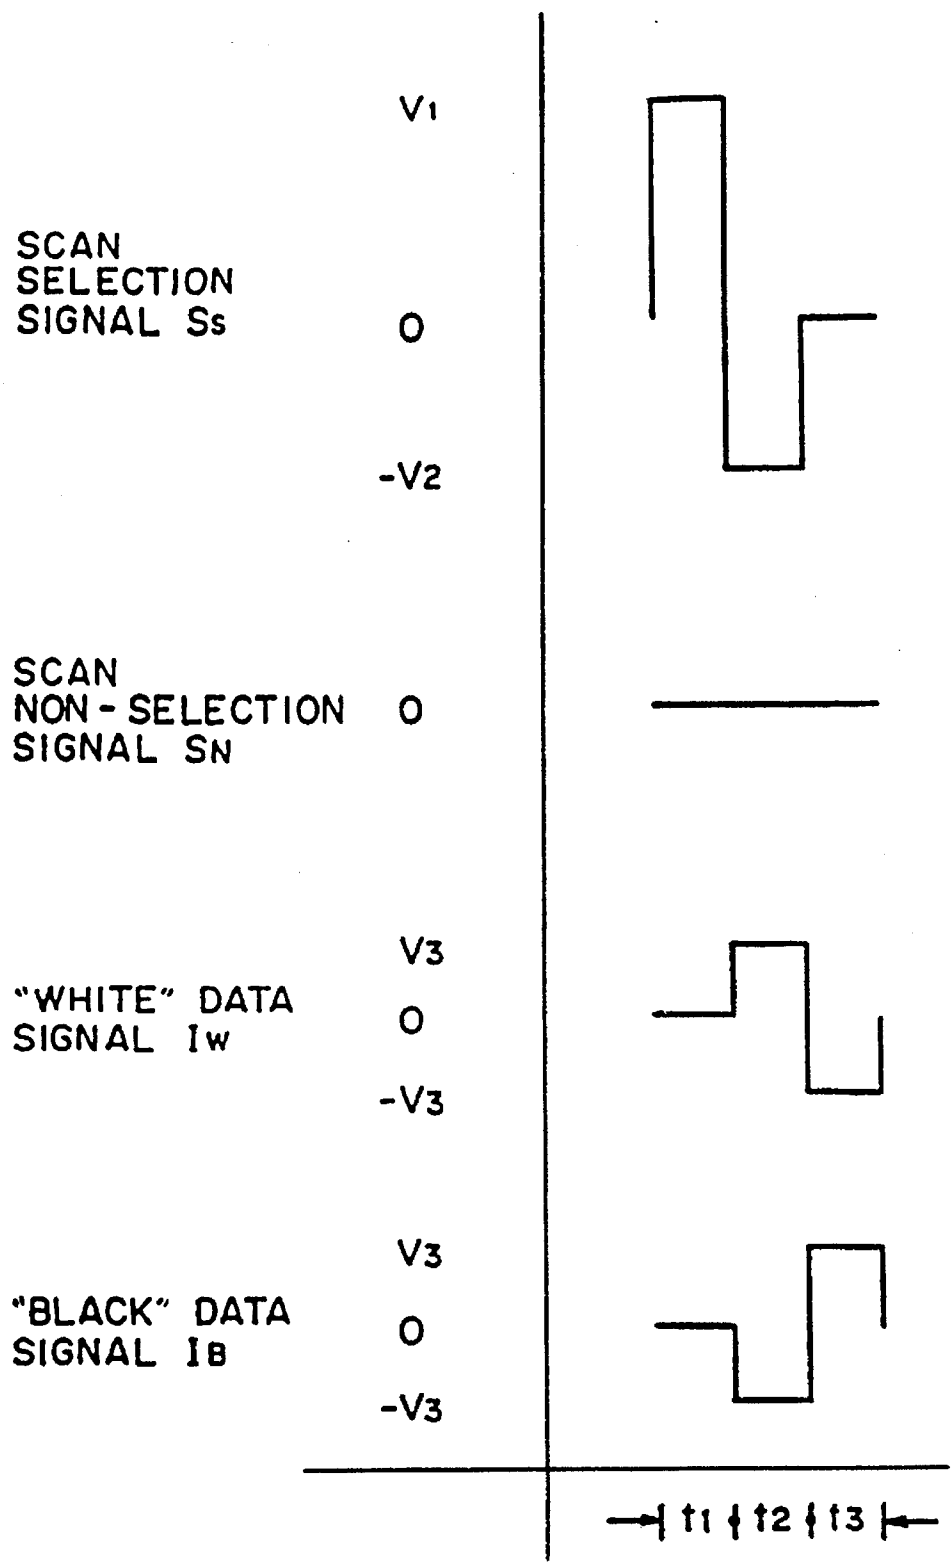 V1
SCAN
SELECTION
SIGNAL Ss
0
-V2
SCAN
NON-SELECTION
SIGNAL SN
0
V3
"WHITE" DATA
SIGNAL IW
0
-V3
V3
"BLACK" DATA
SIGNAL IB
0
-V3
t1 t2 t3